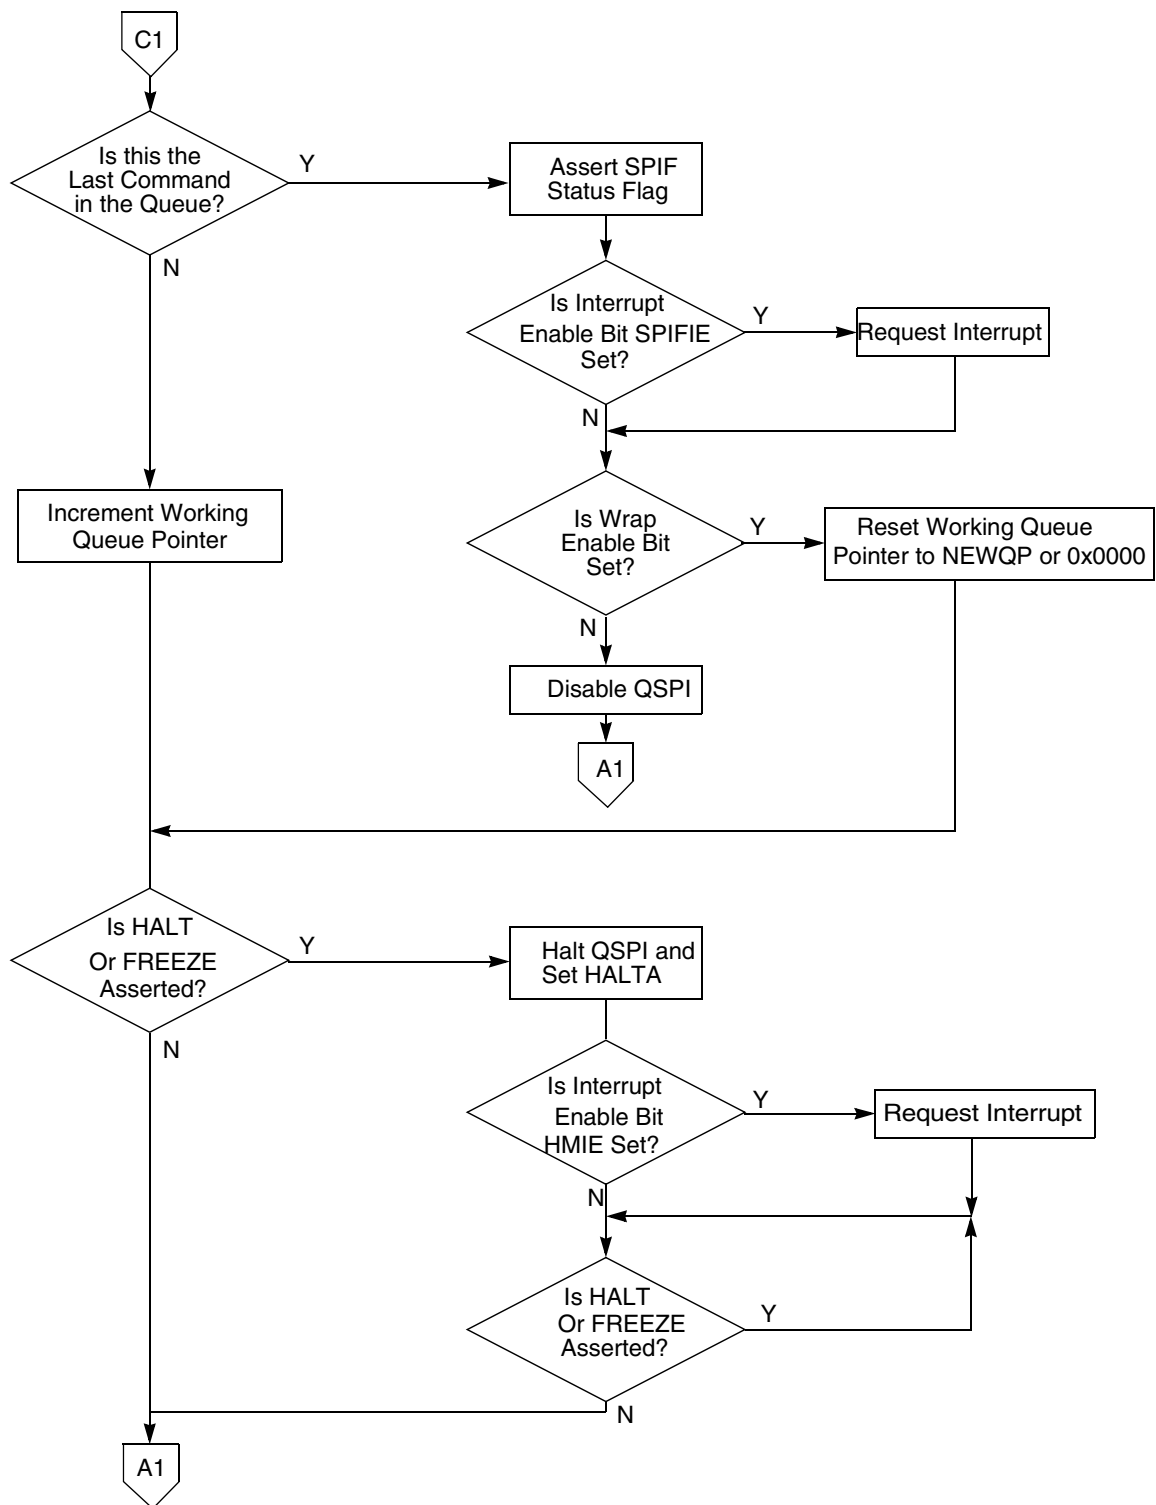 C1
Is this the
Last Command
in the Queue?
Y
N
Assert SPIF
Status Flag
Is Interrupt
Enable Bit SPIFIE
Set?
Y
Request Interrupt
N
Increment Working
Queue Pointer
Is Wrap
Enable Bit
Set?
Y
Reset Working Queue
Pointer to NEWQP or 0x0000
N
Disable QSPI
A1
Is HALT
Or FREEZE
Asserted?
Y
N
Halt QSPI and
Set HALTA
Is Interrupt
Enable Bit
HMIE Set?
Y
Request Interrupt
N
Is HALT
Or FREEZE
Asserted?
Y
N
A1